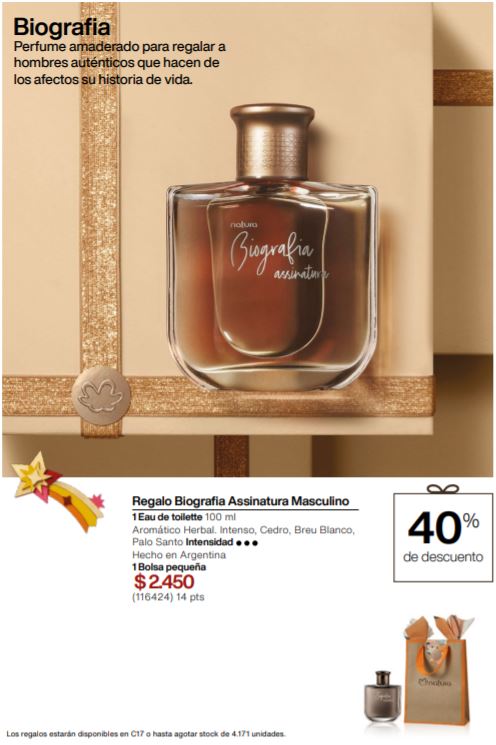 Biografia
Perfume amaderado para regalar a
hombres auténticos que hacen de
los afectos su historia de vida.
natura
Biografia
assinatura
Regalo Biografia Assinatura Masculino
1 Eau de toilette 100 ml
Aromático Herbal. Intenso, Cedro, Breu Blanco,
Palo Santo Intensidad ●●●
Hecho en Argentina
1 Bolsa pequeña
$2.450
(116424) 14 pts
40%
de descuento
natura
Los regalos estarán disponibles en C17 o hasta agotar stock de 4.171 unidades.